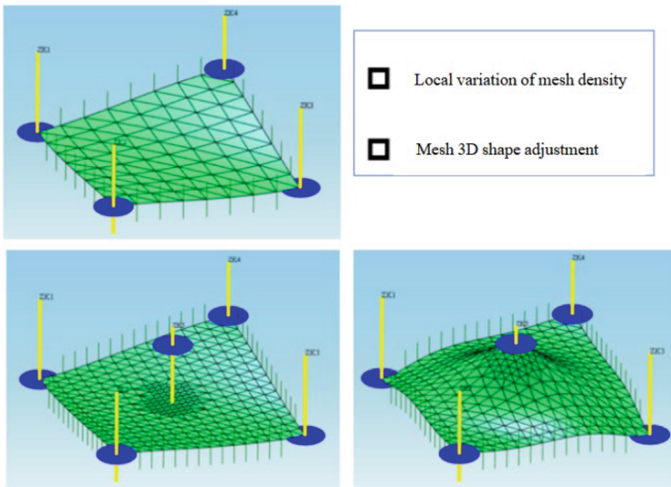 ZK4
ZK1
ZK3
Local variation of mesh density
Mesh 3D shape adjustment
ZK4
ZK1
ZK3
ZK4
ZK1
ZK3